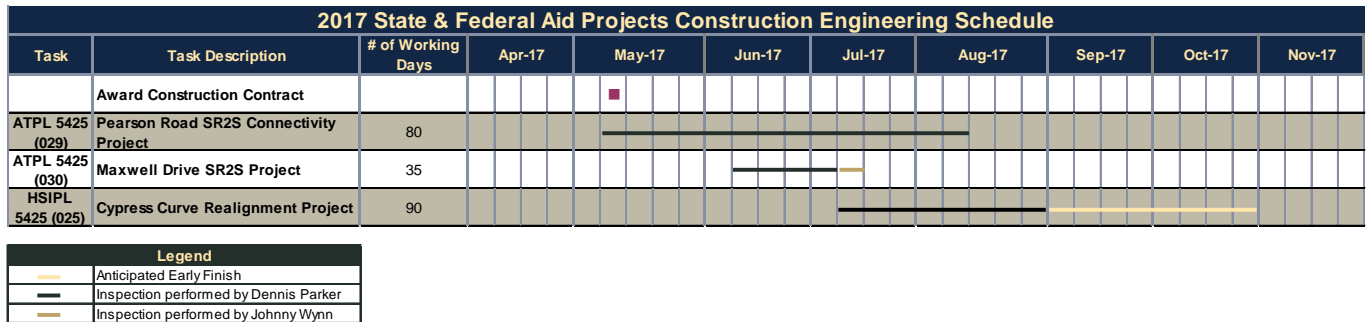 2017 State & Federal Aid Projects Construction Engineering Schedule
Task Task Description # of Working Days Apr-17 May-17 Jun-17 Jul-17 Aug-17 Sep-17 Oct-17 Nov-17
Award Construction Contract
ATPL 5425 (029) Pearson Road SR2S Connectivity Project 80
ATPL 5425 (030) Maxwell Drive SR2S Project 35
HSIPL 5425 (025) Cypress Curve Realignment Project 90
Legend
Anticipated Early Finish
Inspection performed by Dennis Parker
Inspection performed by Johnny Wynn